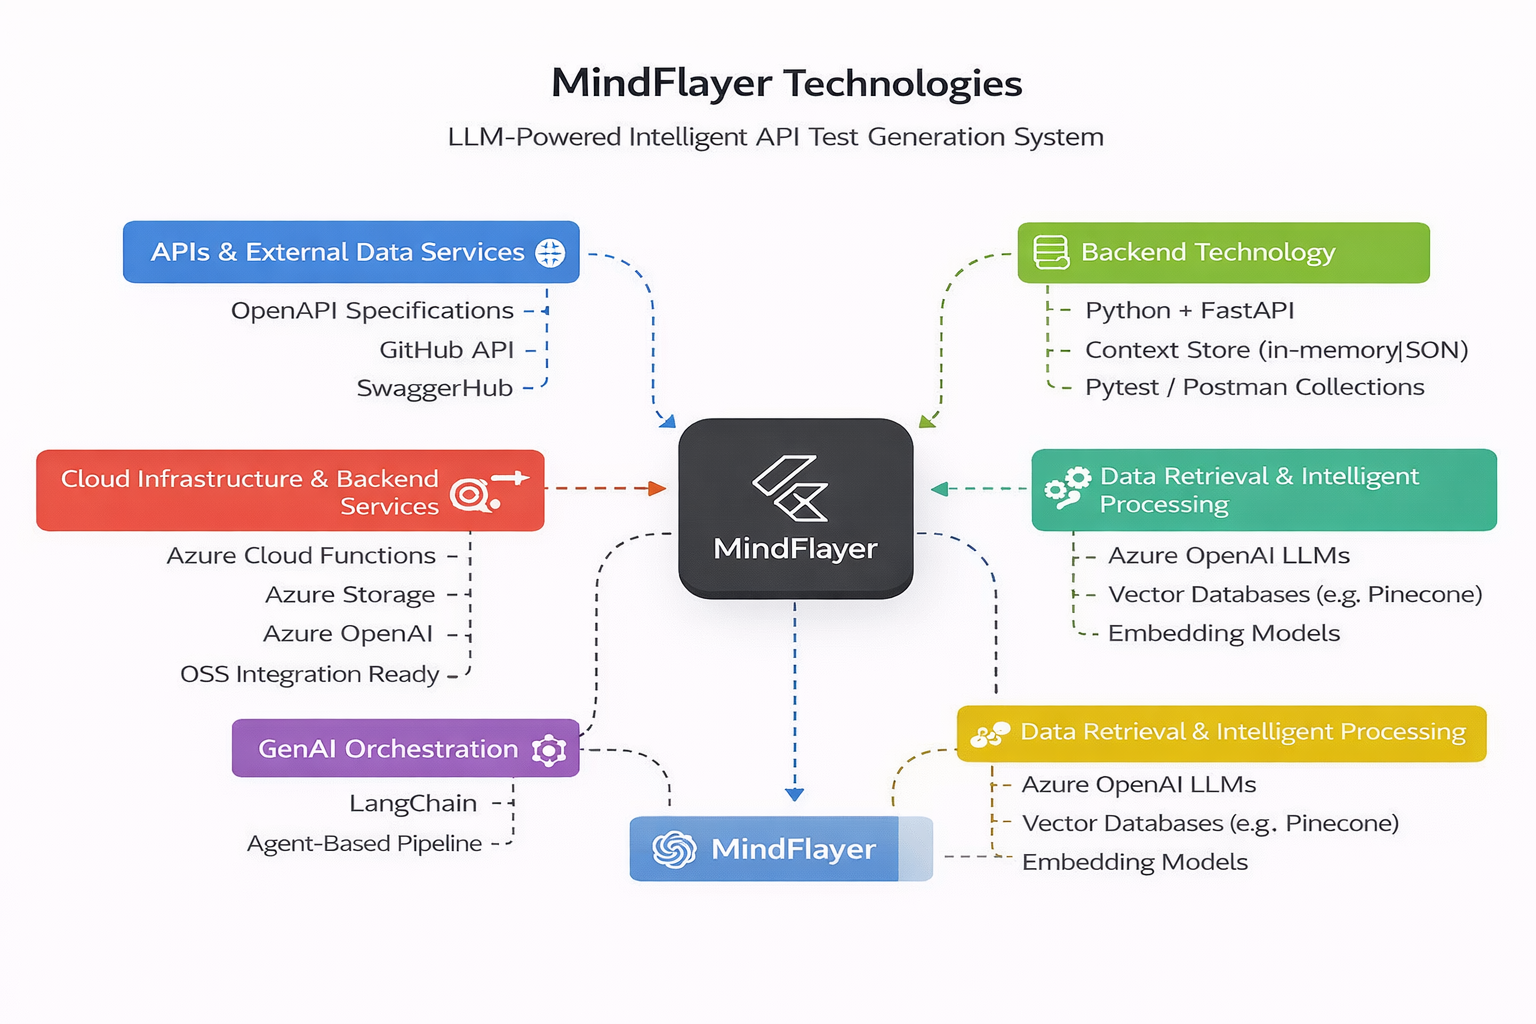 MindFlayer Technologies
LLM-Powered Intelligent API Test Generation System
APIs & External Data Services
OpenAPI Specifications
GitHub API
SwaggerHub
Backend Technology
Python + FastAPI
Context Store (in-memory|SON)
Pytest / Postman Collections
Cloud Infrastructure & Backend
Services
Azure Cloud Functions
Azure Storage
Azure OpenAI
OSS Integration Ready
MindFlayer
Data Retrieval & Intelligent
Processing
Azure OpenAI LLMs
Vector Databases (e.g. Pinecone)
Embedding Models
GenAI Orchestration
LangChain
Agent-Based Pipeline
MindFlayer
Data Retrieval & Intelligent Processing
Azure OpenAI LLMs
Vector Databases (e.g. Pinecone)
Embedding Models